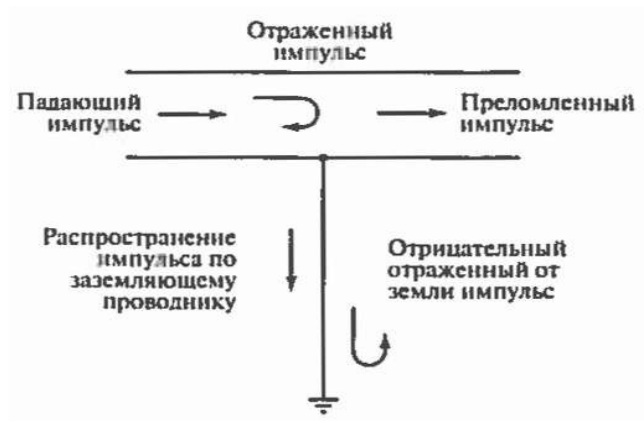 Отраженный
импульс
Падающий
импульс
Преломленный
импульс
Распространение
импульса по
заземляющему
проводнику
Отрицательный
отраженный от
земли импульс